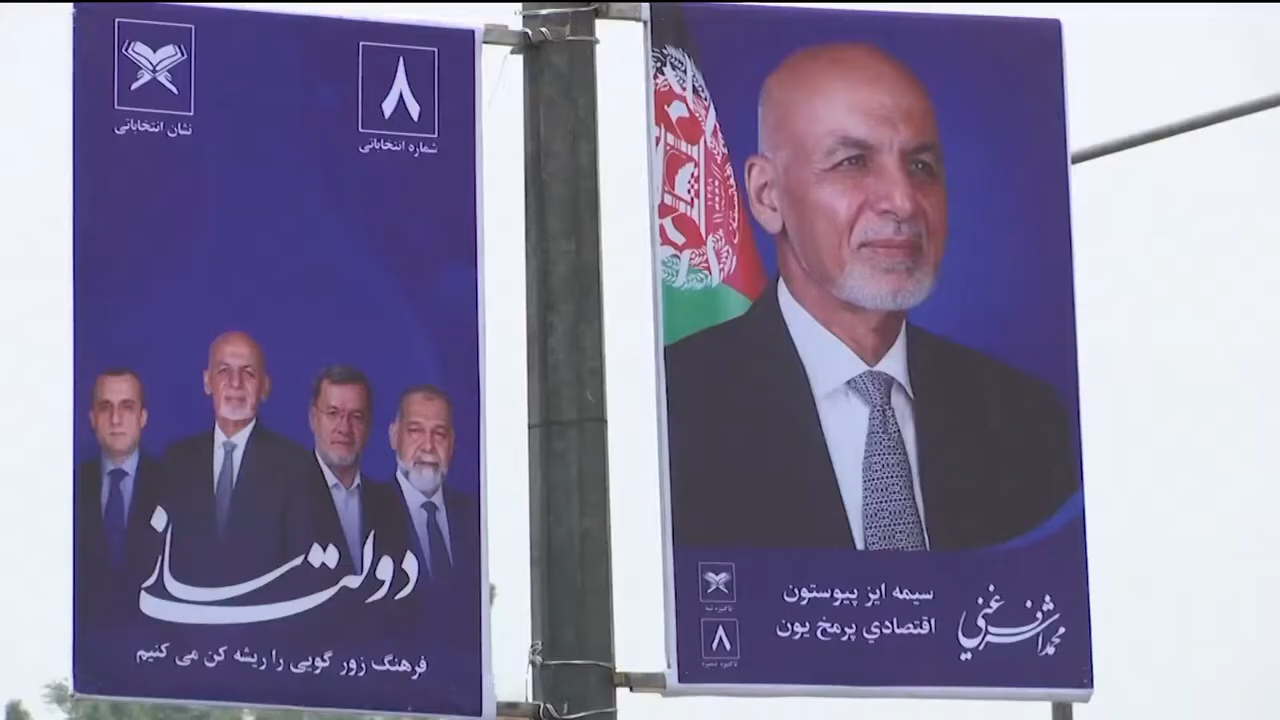 نشان انتخاباتی
۸
شماره انتخاباتی
دولت ساز
فرهنگ زور گویی را ریشه کن می کنیم
سیمه ایز پیوستون
اقتصادي پرمخ يون
محمد اشرف غني
۸